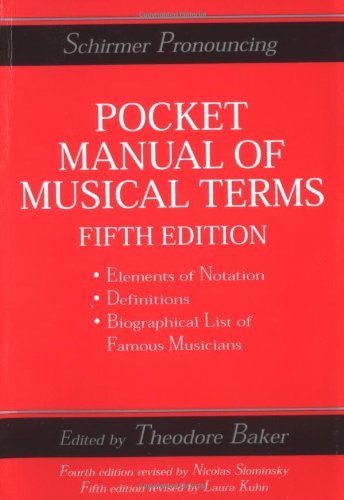 Schirmer Pronouncing
POCKET
MANUAL OF
MUSICAL TERMS
FIFTH EDITION
• Elements of Notation
• Definitions
• Biographical List of
Famous Musicians
Edited by Theodore Baker
Fourth edition revised by Nicolas Slominsky
Fifth edition revised by Laura Kuhn